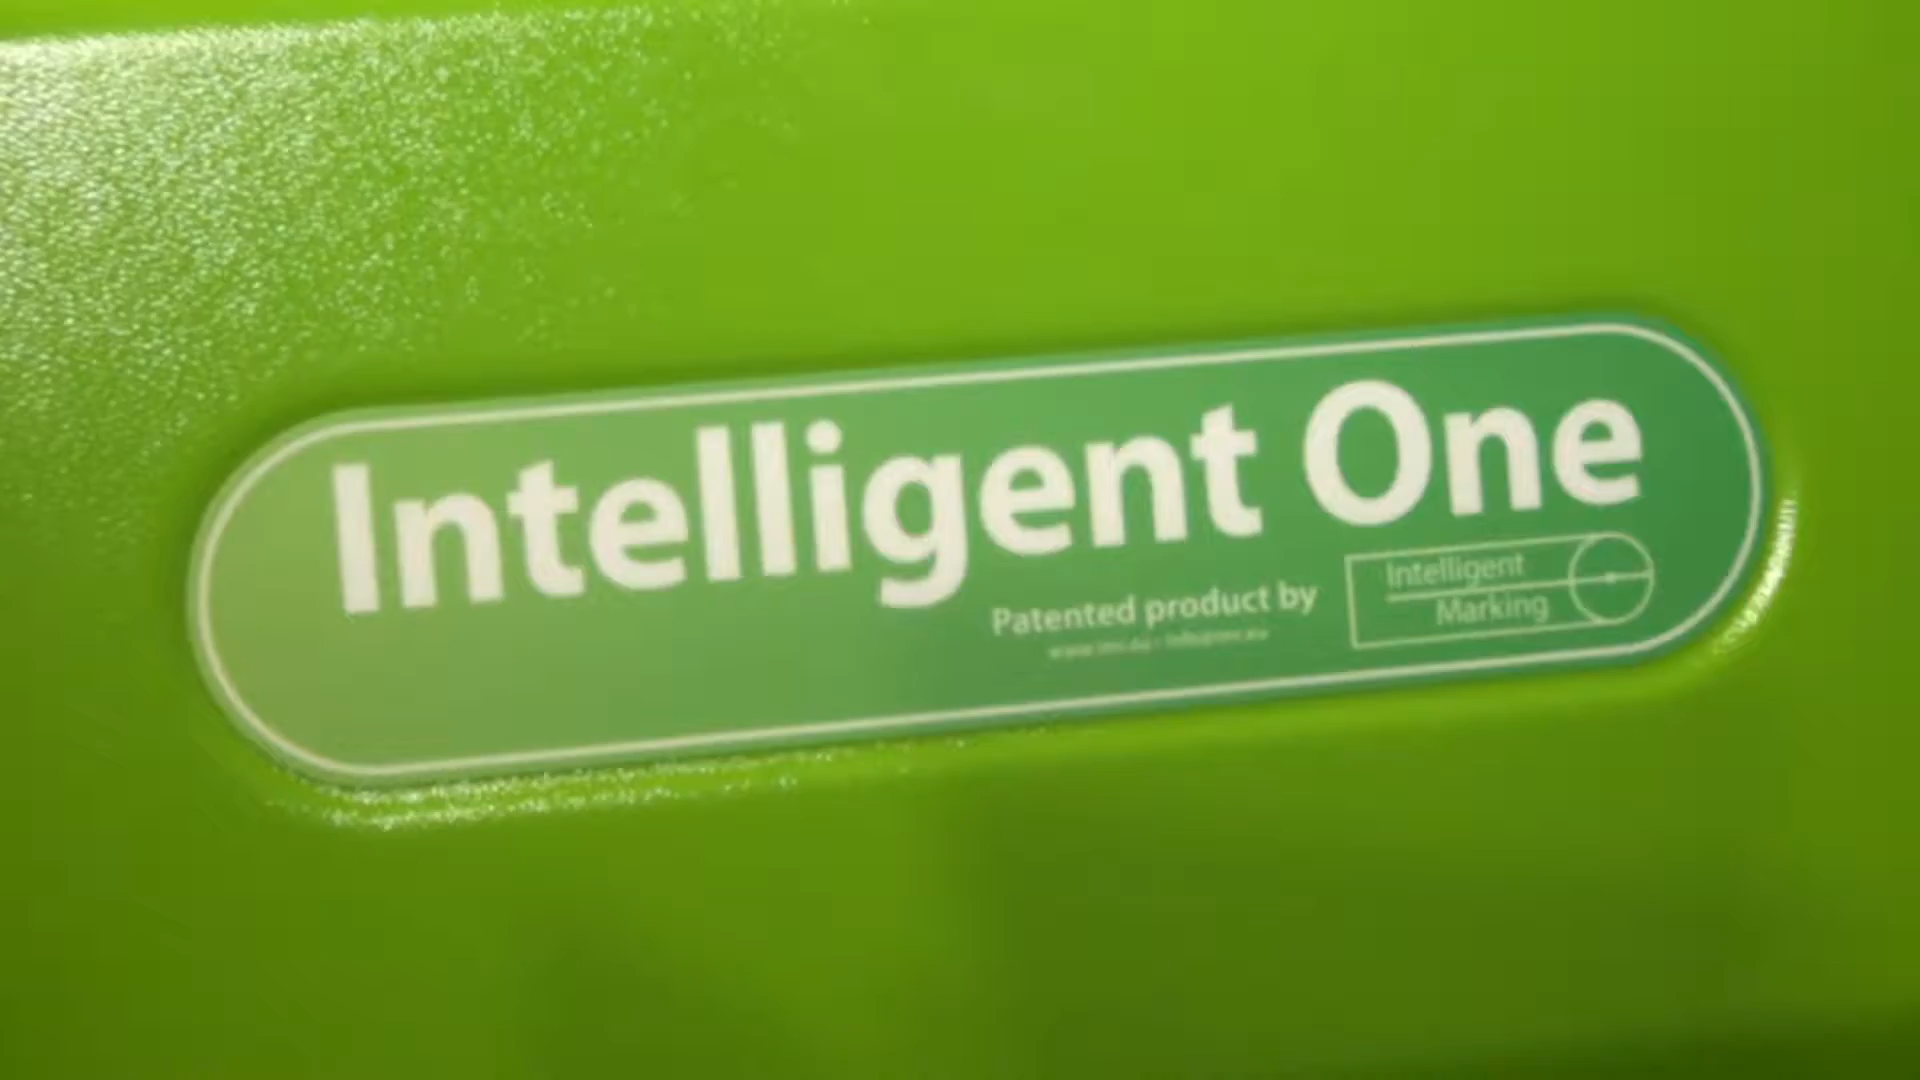 Intelligent One
Patented product by
Intelligent
Marking